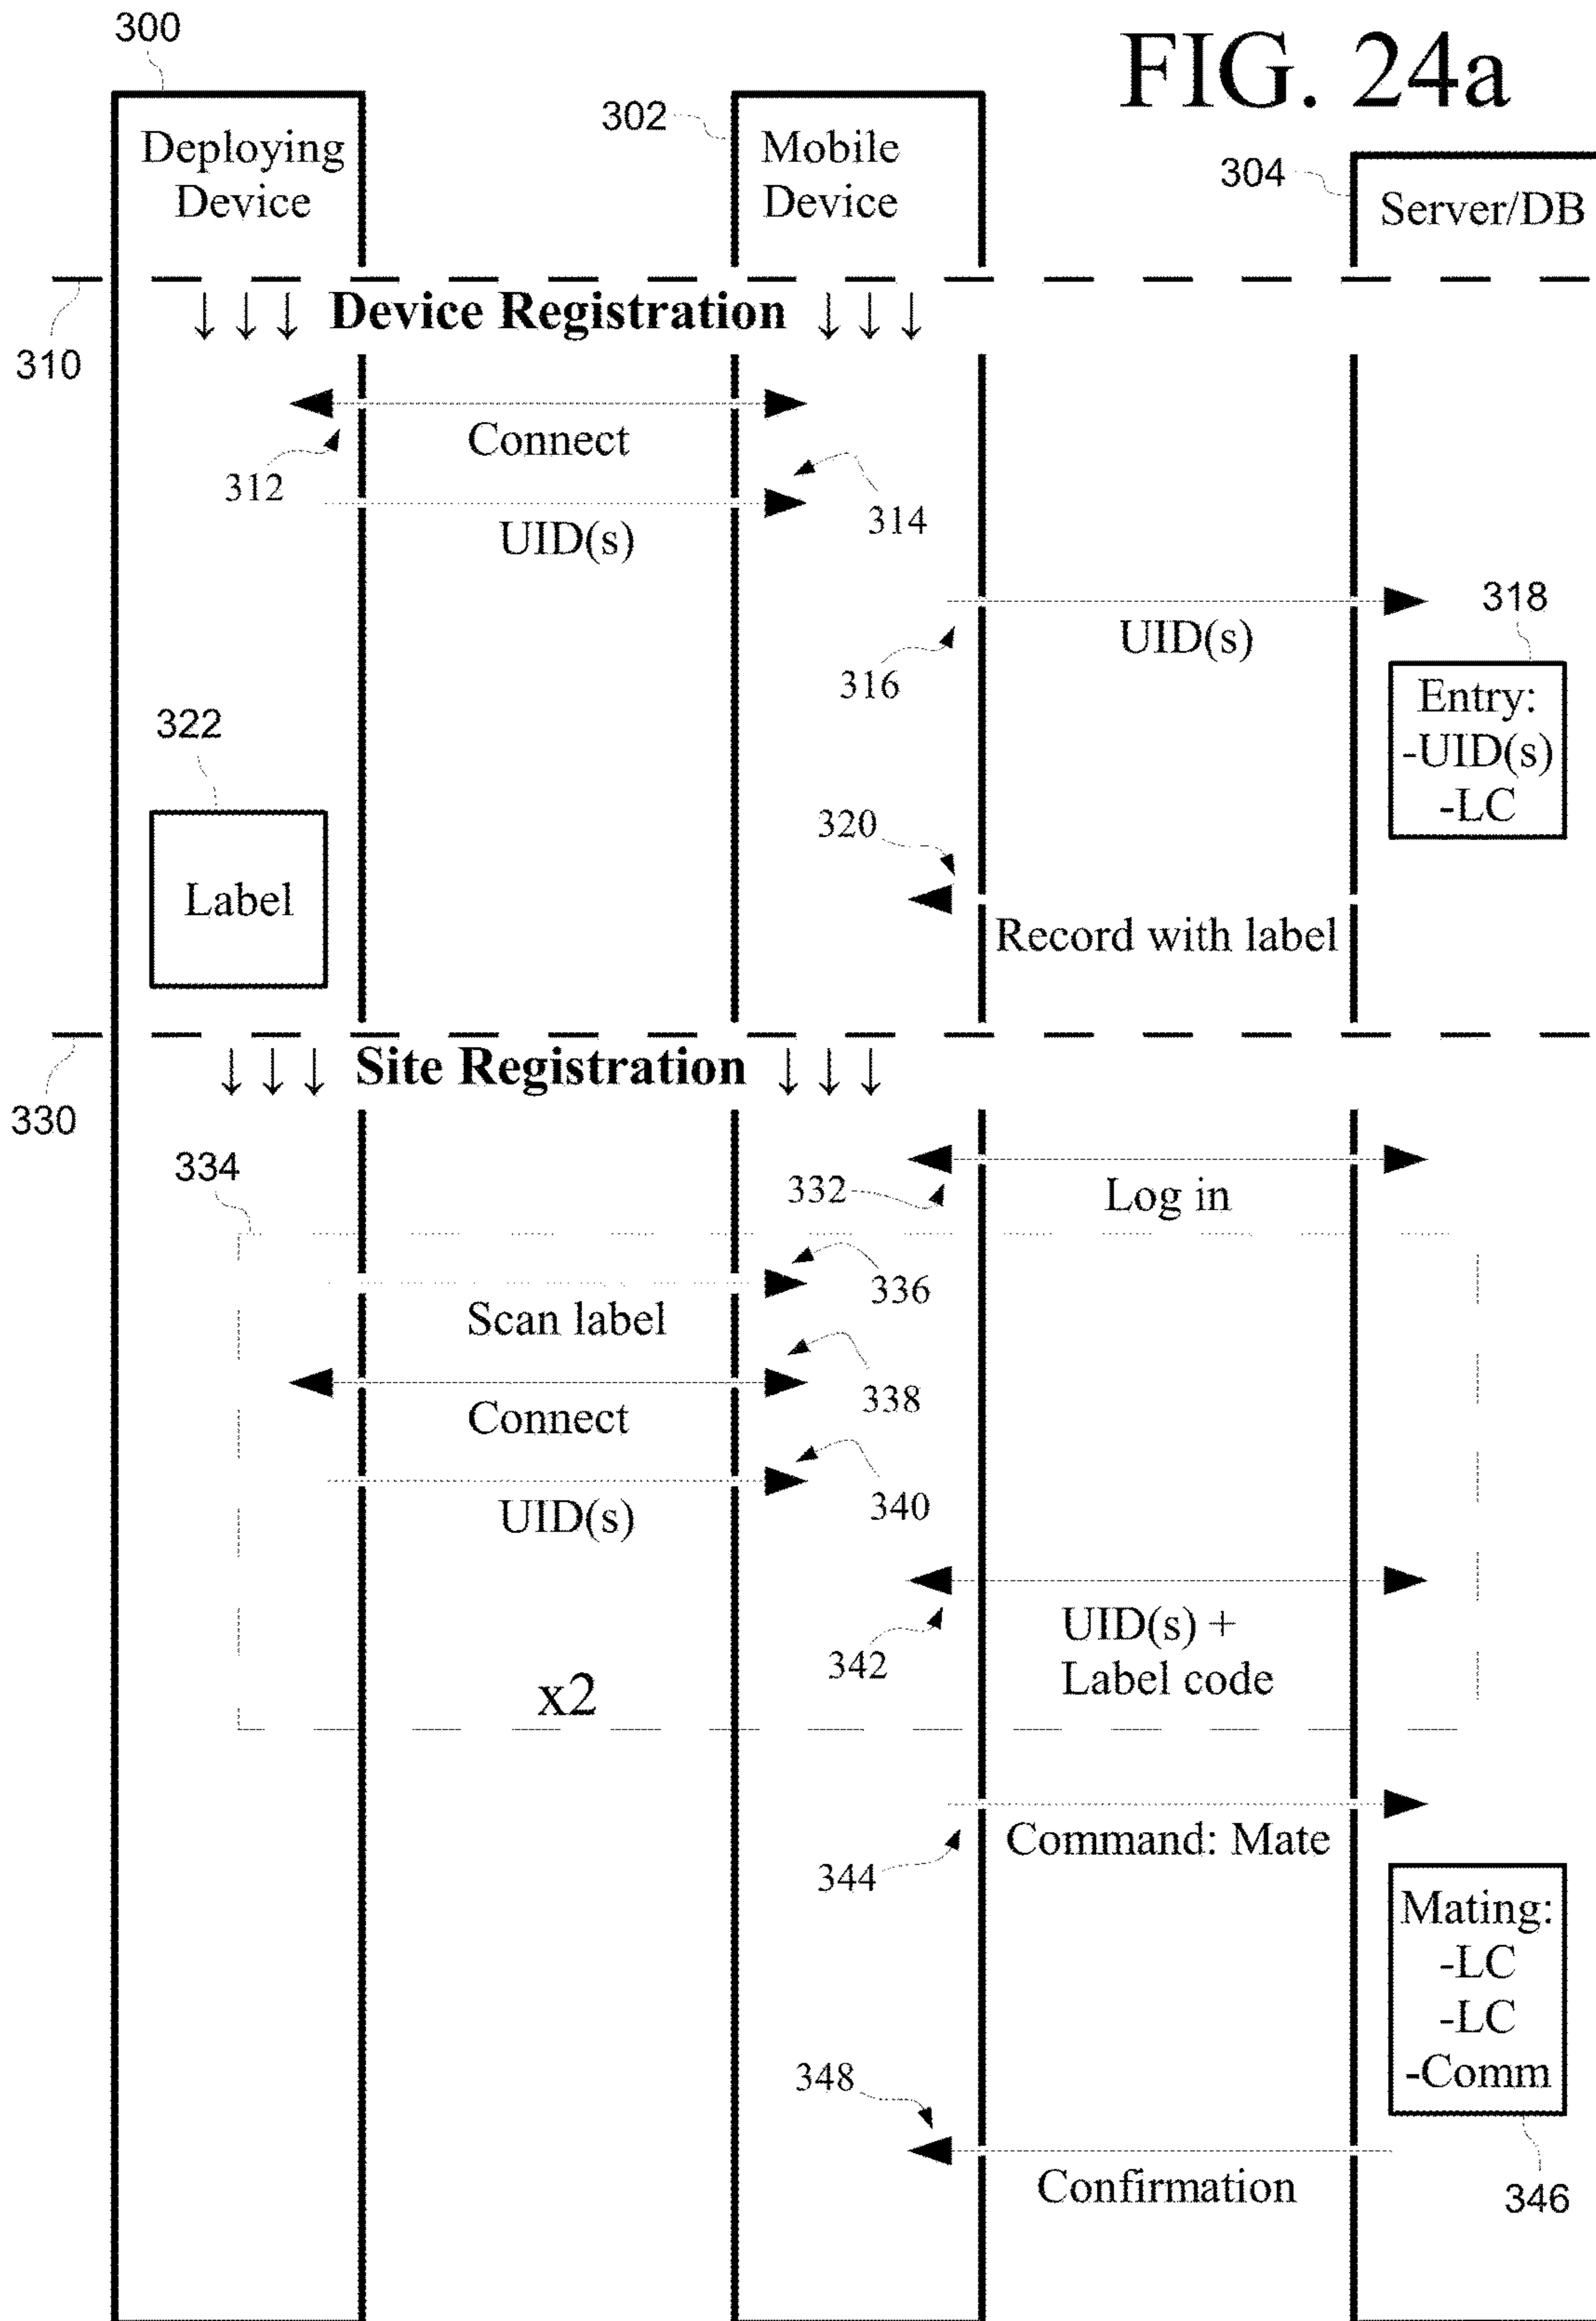 300
FIG. 24a
302
304
Deploying
Device
Mobile
Device
Server/DB
310
↓ ↓ ↓ Device Registration ↓ ↓ ↓
Connect
312
314
UID(s)
316
UID(s)
318
Entry:
-UID(s)
-LC
322
Label
320
Record with label
330
↓ ↓ ↓ Site Registration ↓ ↓ ↓
334
332
Log in
336
Scan label
338
Connect
340
UID(s)
342
UID(s) +
Label code
x2
344
Command: Mate
Mating:
-LC
-LC
-Comm
348
Confirmation
346